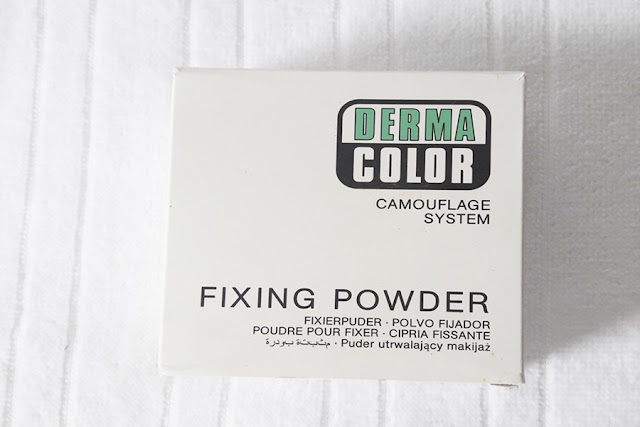 DERMA
COLOR
CAMOUFLAGE
SYSTEM
FIXING POWDER
FIXIERPUDER · POLVO FIJADOR
POUDRE POUR FIXER · CIPRIA FISSANTE
مثبتة بودرة · Puder utrwalający makijaż